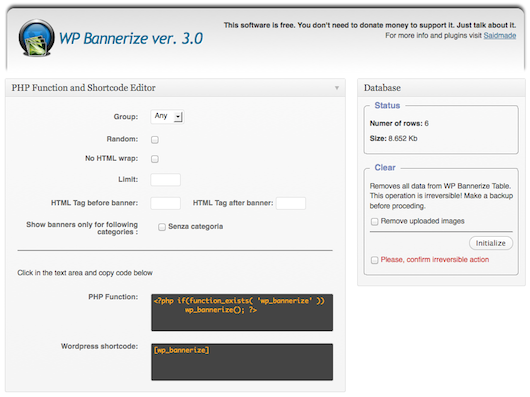 WP Bannerize ver. 3.0
This software is free. You don't need to donate money to support it. Just talk about it.
For more info and plugins visit Saidmade
PHP Function and Shortcode Editor
Group: Any
Random:
No HTML wrap:
Limit:
HTML Tag before banner: HTML Tag after banner:
Show banners only for following
categories : Senza categoria
Click in the text area and copy code below
PHP Function:
<?php if(function_exists( 'wp_bannerize' ))
wp_bannerize(); ?>
Wordpress shortcode:
[wp_bannerize]
Database
Status
Numer of rows: 6
Size: 8.652 Kb
Clear
Removes all data from WP Bannerize Table.
This operation is irreversible! Make a backup
before proceding.
Remove uploaded images
Initialize
Please, confirm irreversible action